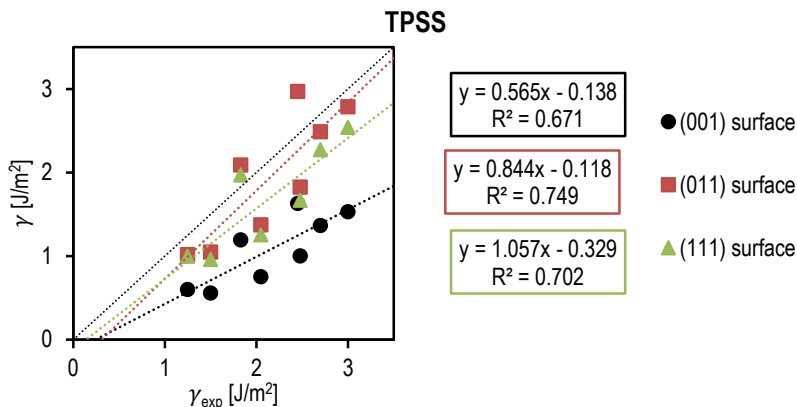 TPSS
3
2
1
0
γ [J/m²]
0 1 2 3
γexp [J/m²]
y = 0.565x - 0.138
R² = 0.671
y = 0.844x - 0.118
R² = 0.749
y = 1.057x - 0.329
R² = 0.702
(001) surface
(011) surface
(111) surface